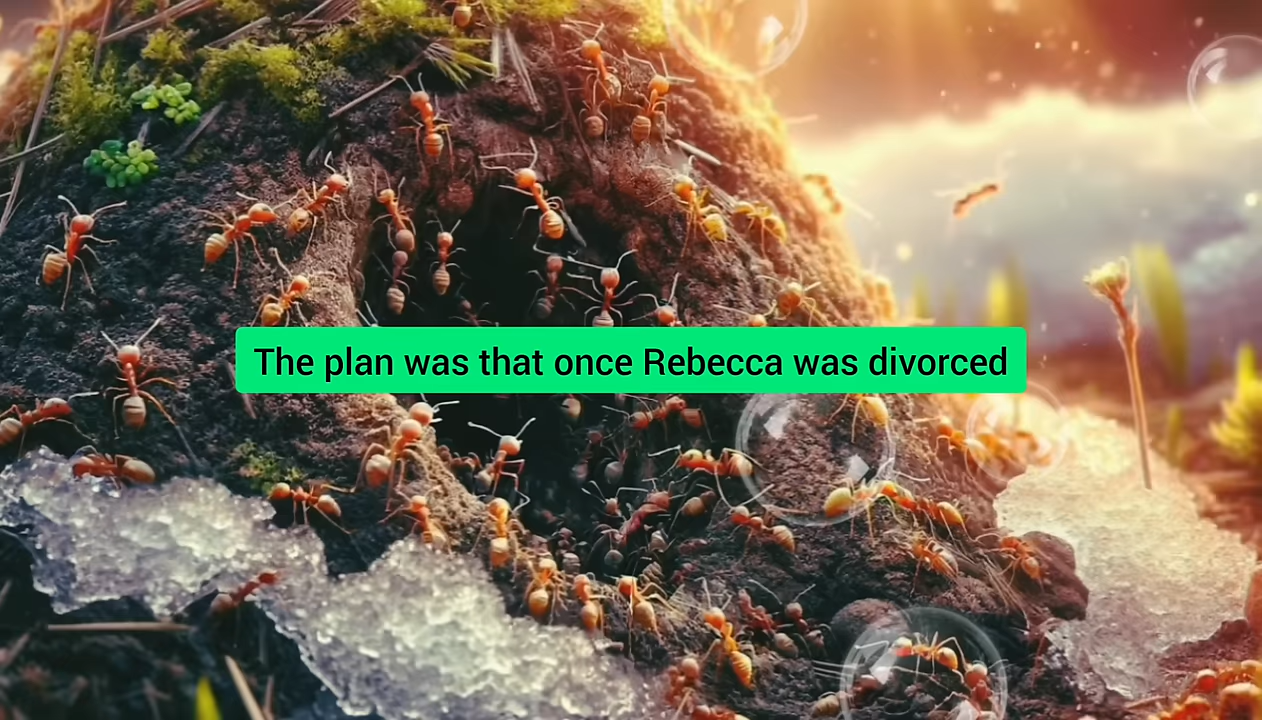 The plan was that once Rebecca was divorced